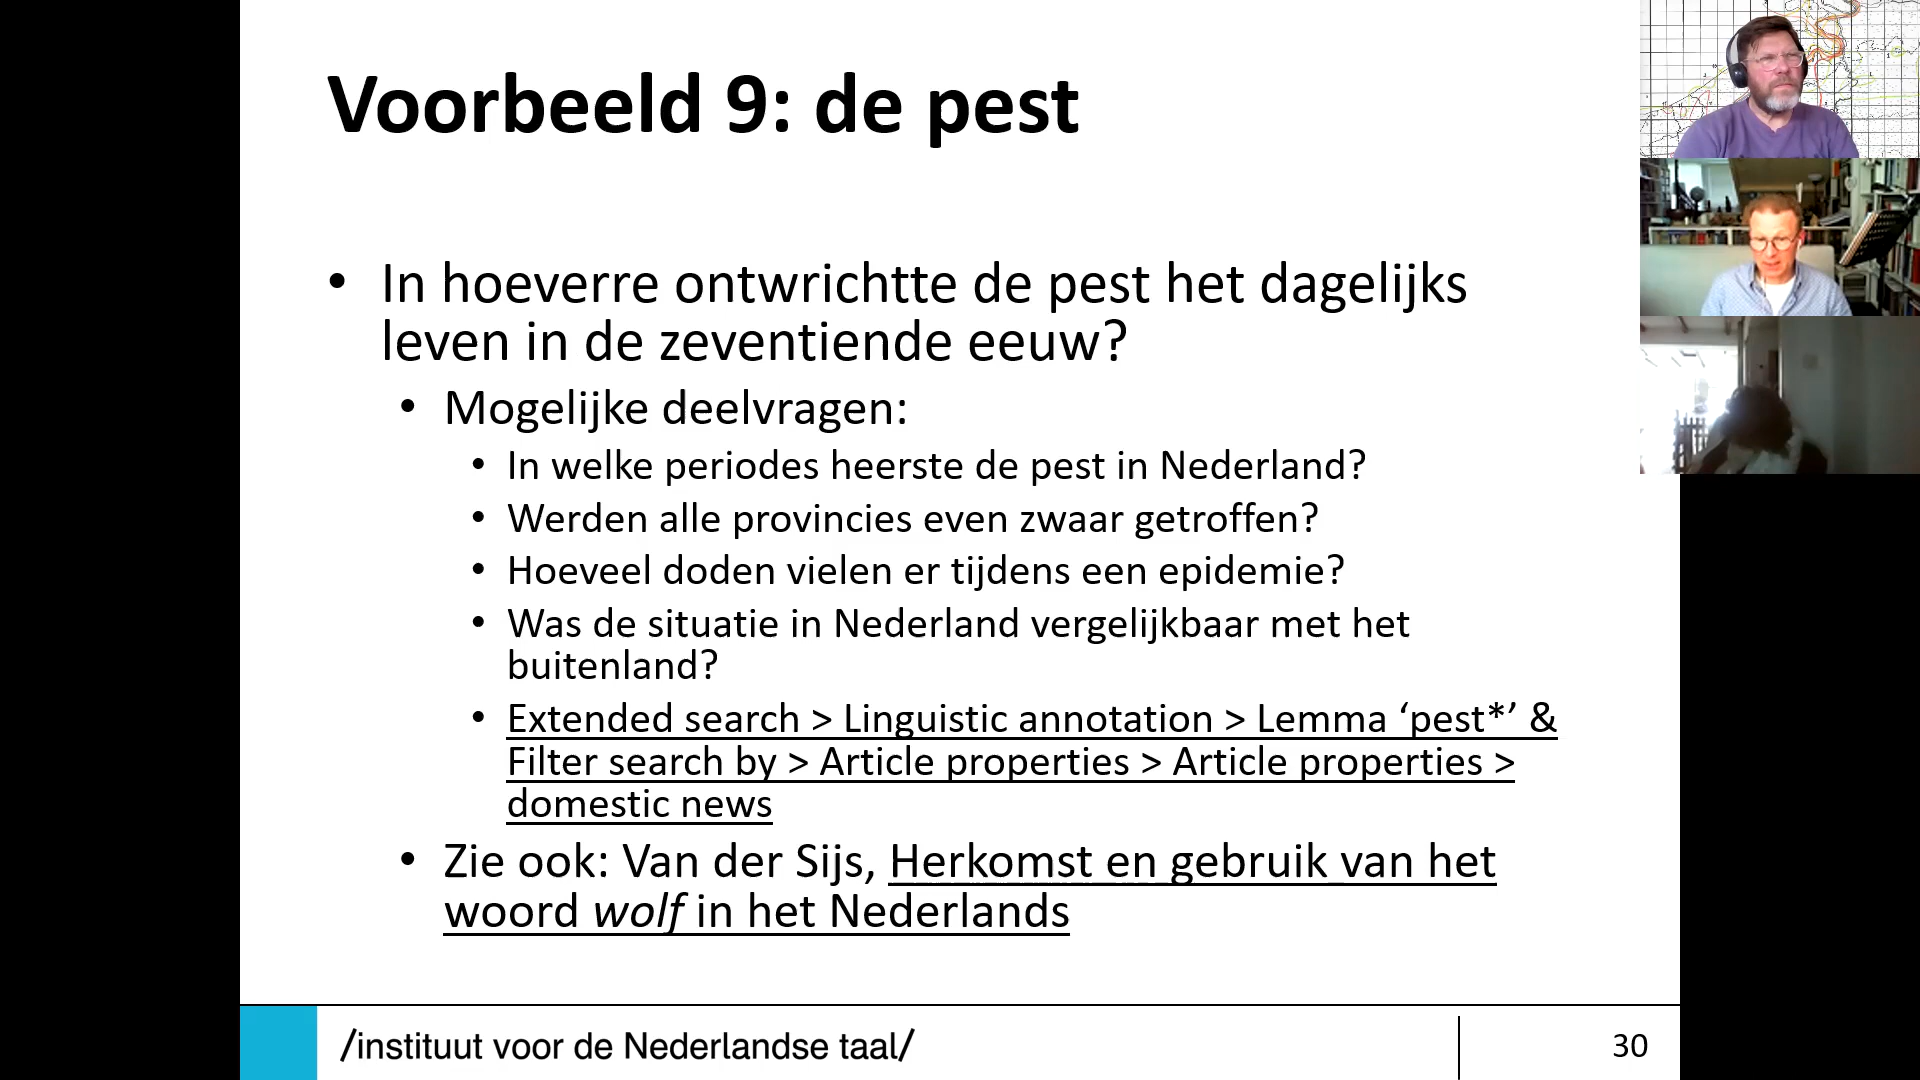 Voorbeeld 9: de pest
• In hoeverre ontwrichtte de pest het dagelijks
leven in de zeventiende eeuw?
• Mogelijke deelvragen:
• In welke periodes heerste de pest in Nederland?
• Werden alle provincies even zwaar getroffen?
• Hoeveel doden vielen er tijdens een epidemie?
• Was de situatie in Nederland vergelijkbaar met het
buitenland?
• Extended search > Linguistic annotation > Lemma ‘pest*’ &
Filter search by > Article properties > Article properties >
domestic news
• Zie ook: Van der Sijs, Herkomst en gebruik van het
woord wolf in het Nederlands
/instituut voor de Nederlandse taal/
30